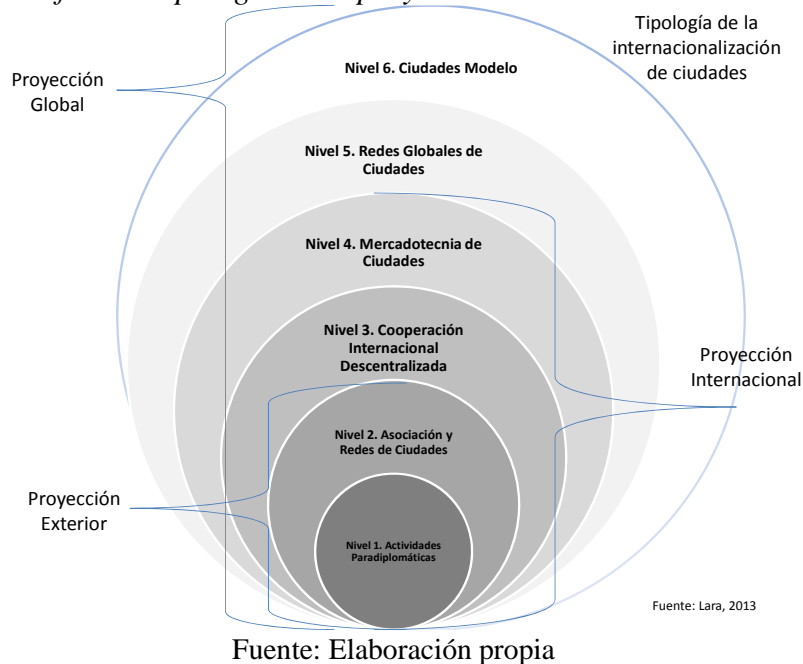 Tipología de la
internacionalización
de ciudades
Proyección
Global
Nivel 6. Ciudades Modelo
Nivel 5. Redes Globales de
Ciudades
Nivel 4. Mercadotecnia de
Ciudades
Nivel 3. Cooperación
Internacional
Descentralizada
Proyección
Internacional
Nivel 2. Asociación y
Redes de Ciudades
Proyección
Exterior
Nivel 1. Actividades
Paradiplomáticas
Fuente: Lara, 2013
Fuente: Elaboración propia